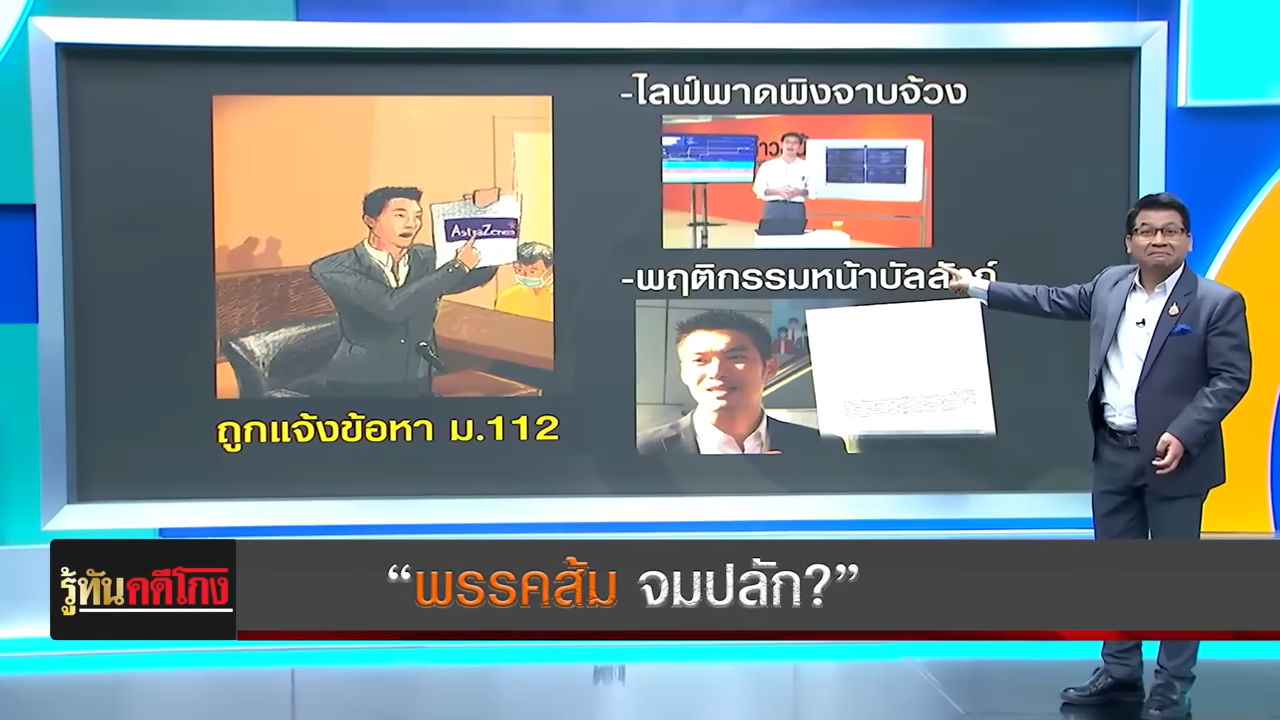 -ไลฟ์พาดพิงจาบจ้วง
AstraZenea
-พฤติกรรมหน้าบัลลังก์
ถูกแจ้งข้อหา ม.112
รู้ทันคดีโกง
“พรรคส้ม จมปลัก?”